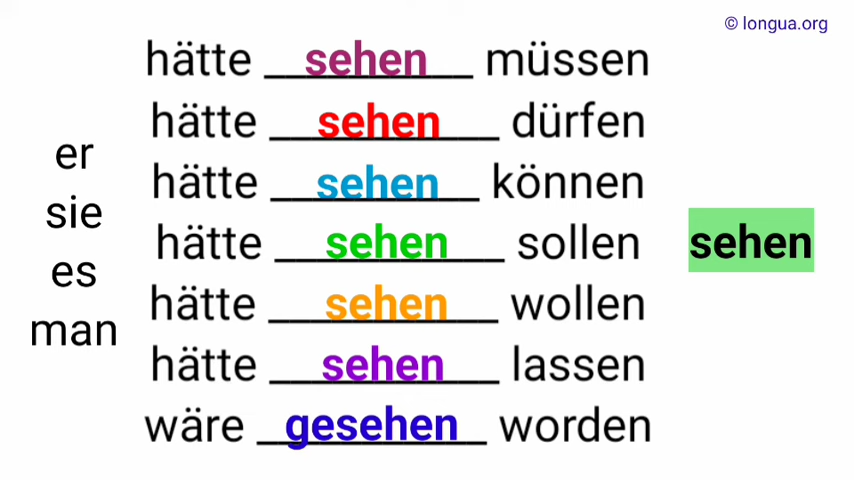 © longua.org
er
sie
es
man
hätte sehen müssen
hätte sehen dürfen
hätte sehen können
hätte sehen sollen
hätte sehen wollen
hätte sehen lassen
wäre gesehen worden
sehen